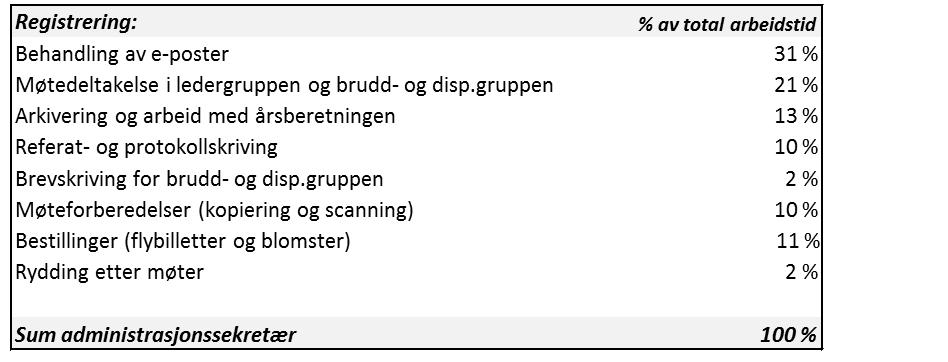 Registrering: % av total arbeidstid
Behandling av e-poster 31 %
Møtedeltakelse i ledergruppen og brudd- og disp.gruppen 21 %
Arkivering og arbeid med årsberetningen 13 %
Referat- og protokollskriving 10 %
Brevskriving for brudd- og disp.gruppen 2 %
Møteforberedelser (kopiering og scanning) 10 %
Bestillinger (flybilletter og blomster) 11 %
Rydding etter møter 2 %
Sum administrasjonssekretær 100 %